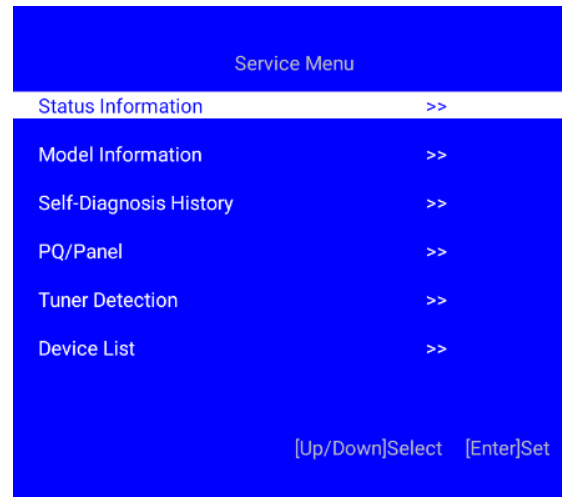 Service Menu
Status Information >>
Model Information >>
Self-Diagnosis History >>
PQ/Panel >>
Tuner Detection >>
Device List >>
[Up/Down]Select [Enter]Set